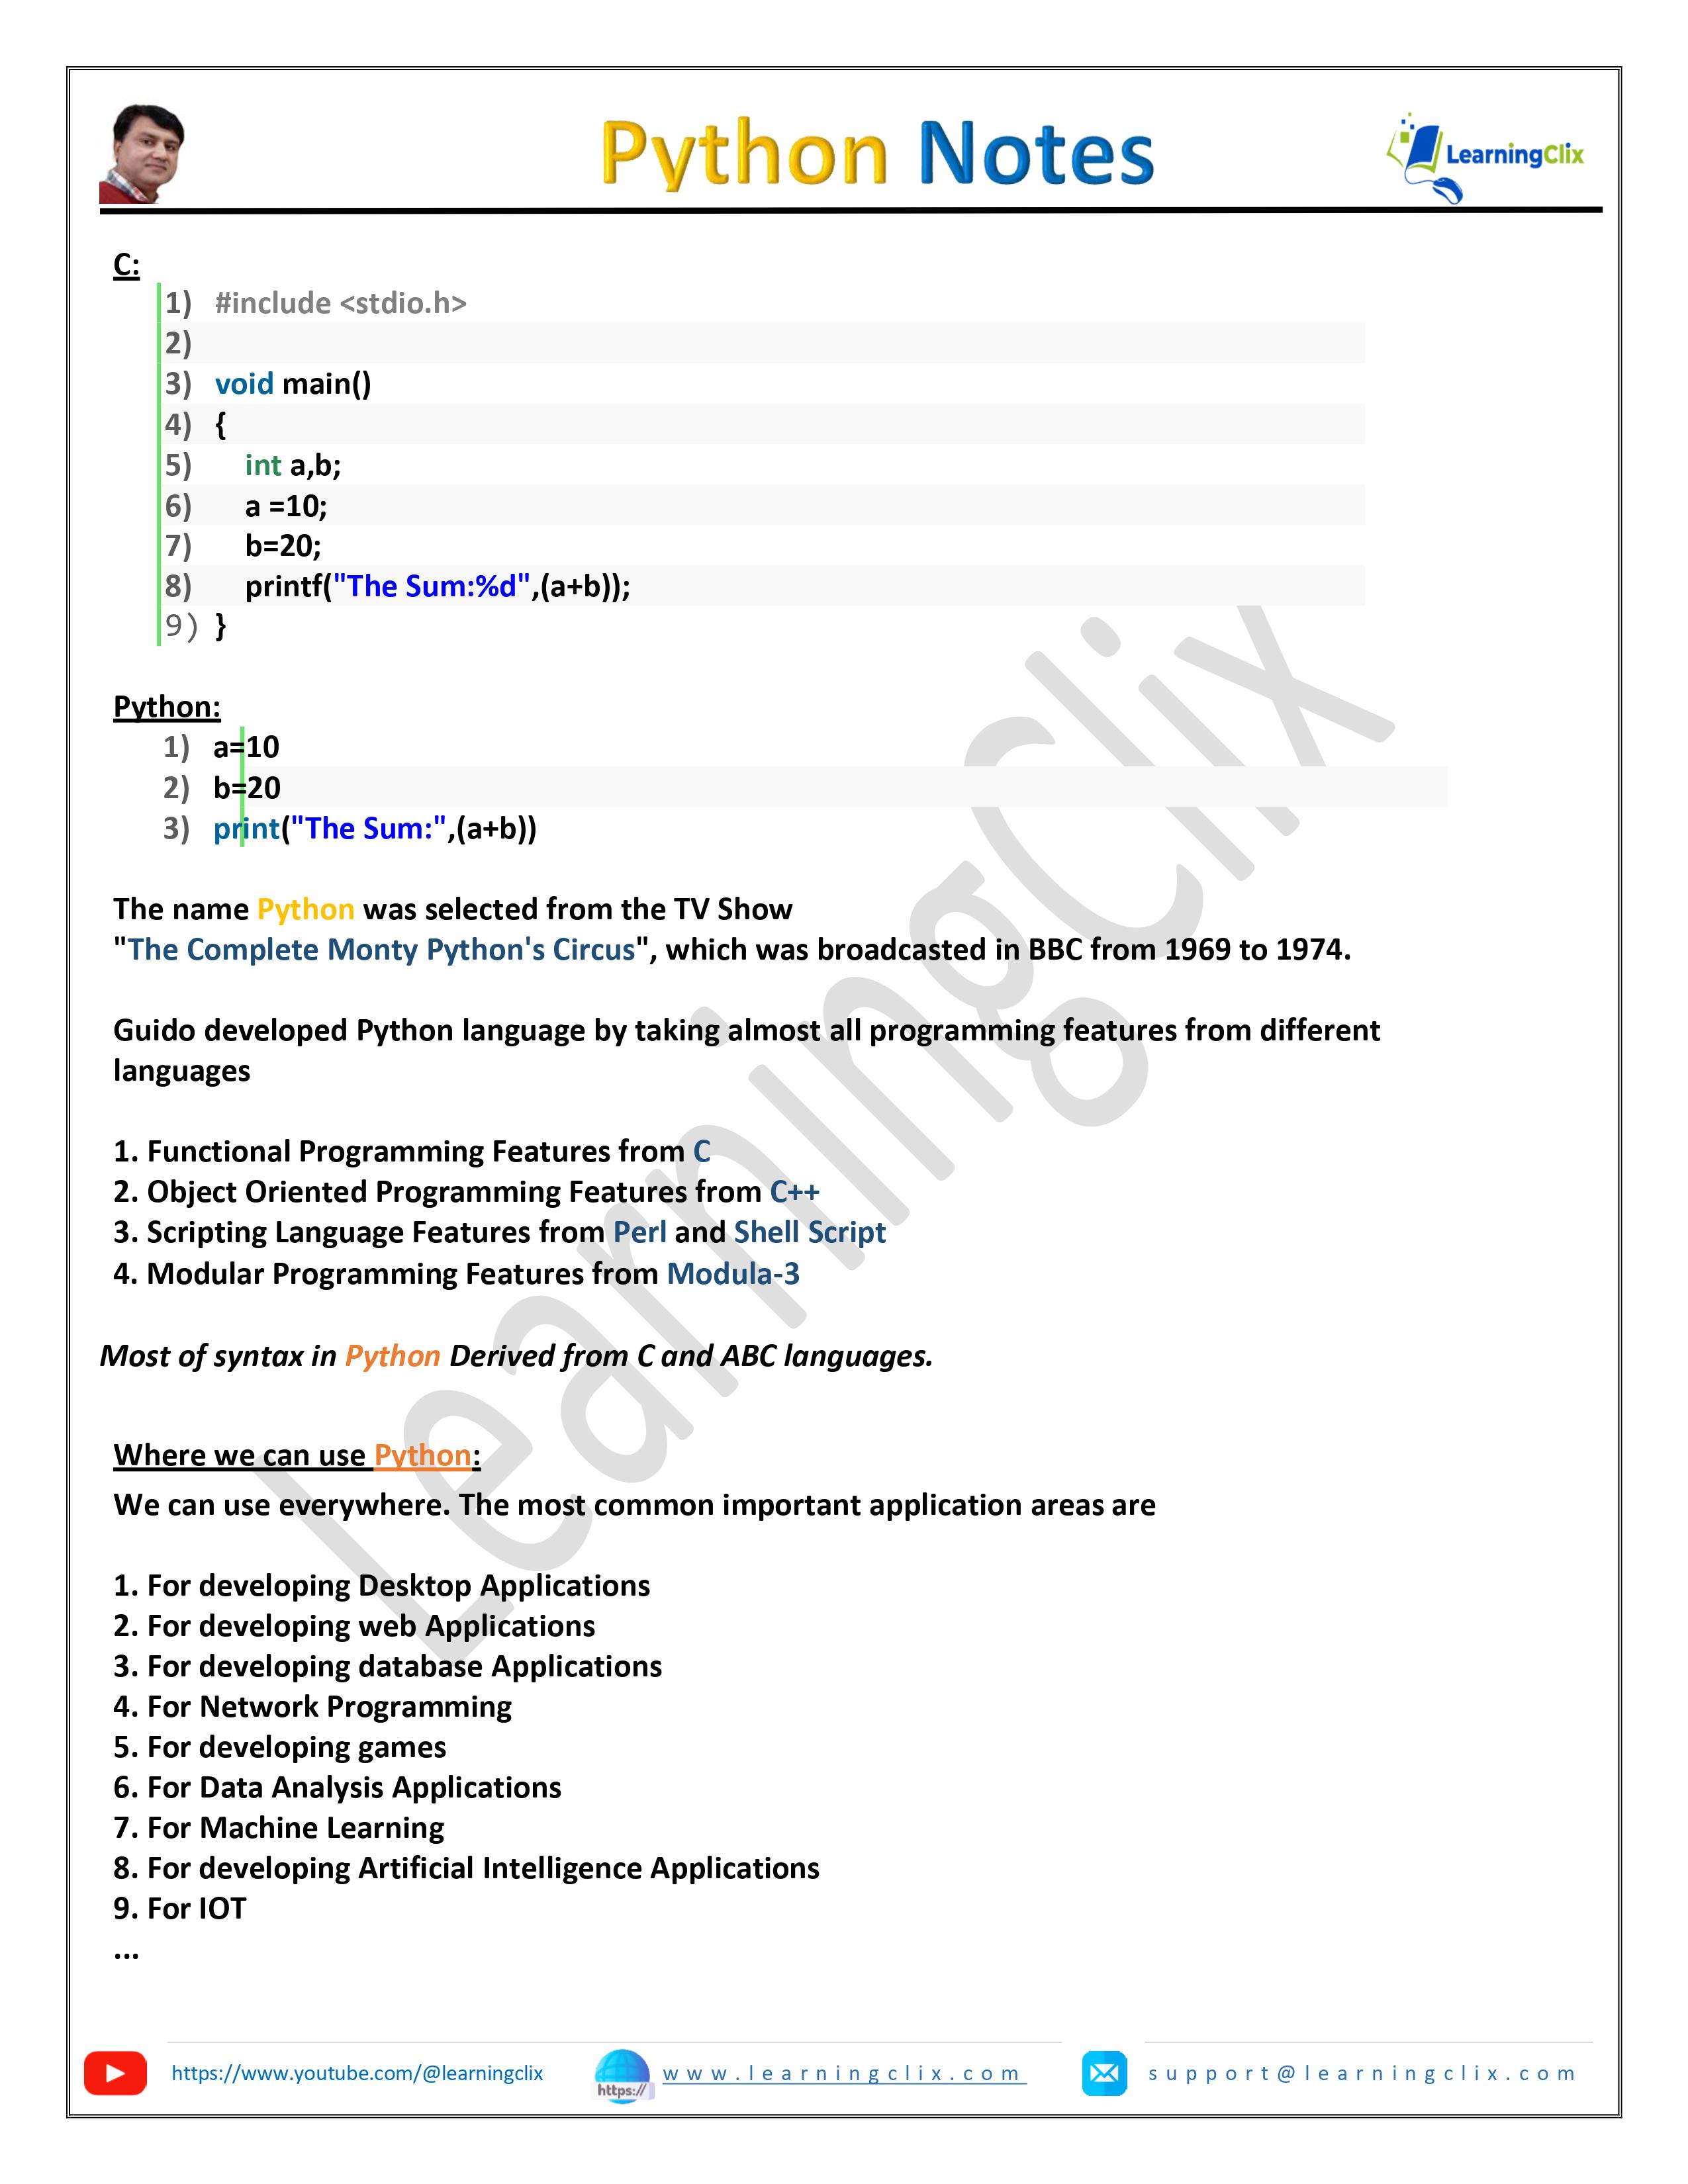 Python Notes
LearningClix
C:
1) #include <stdio.h>
2)
3) void main()
4) {
5) int a,b;
6) a =10;
7) b=20;
8) printf("The Sum:%d",(a+b));
9) }
Python:
1) a=10
2) b=20
3) print("The Sum:",(a+b))
The name Python was selected from the TV Show
"The Complete Monty Python's Circus", which was broadcasted in BBC from 1969 to 1974.
Guido developed Python language by taking almost all programming features from different
languages
1. Functional Programming Features from C
2. Object Oriented Programming Features from C++
3. Scripting Language Features from Perl and Shell Script
4. Modular Programming Features from Modula-3
Most of syntax in Python Derived from C and ABC languages.
Where we can use Python:
We can use everywhere. The most common important application areas are
1. For developing Desktop Applications
2. For developing web Applications
3. For developing database Applications
4. For Network Programming
5. For developing games
6. For Data Analysis Applications
7. For Machine Learning
8. For developing Artificial Intelligence Applications
9. For IOT
...
LearningClix
https://www.youtube.com/@learningclix
https://
www.learningclix.com
support@learningclix.com